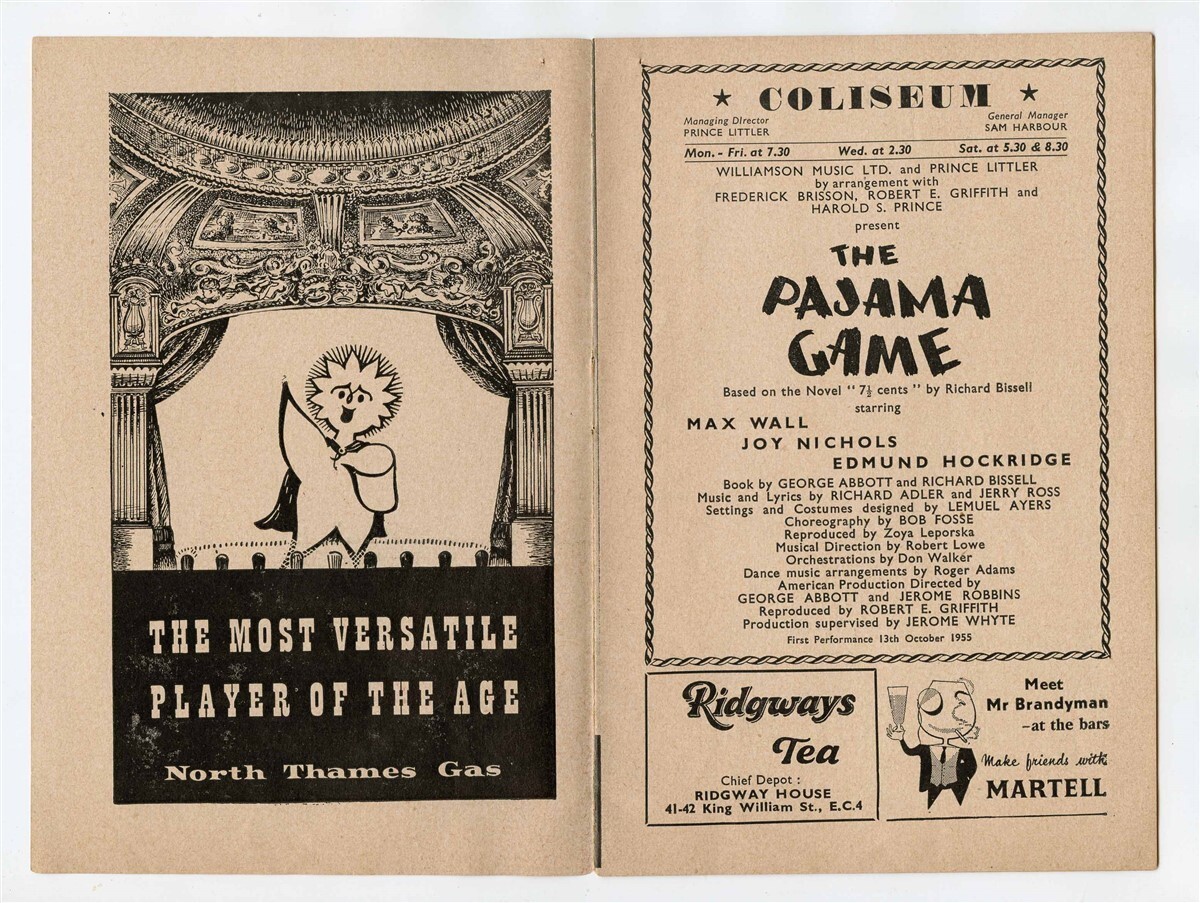 THE MOST VERSATILE
PLAYER OF THE AGE
North Thames Gas
★ COLISEUM ★
Managing Director
PRINCE LITTLER
General Manager
SAM HARBOUR
Mon. - Fri. at 7.30 Wed. at 2.30 Sat. at 5.30 & 8.30
WILLIAMSON MUSIC LTD. and PRINCE LITTLER
by arrangement with
FREDERICK BRISSON, ROBERT E. GRIFFITH and
HAROLD S. PRINCE
present
THE
PAJAMA
GAME
Based on the Novel "7½ cents" by Richard Bissell
starring
MAX WALL
JOY NICHOLS
EDMUND HOCKRIDGE
Book by GEORGE ABBOTT and RICHARD BISSELL
Music and Lyrics by RICHARD ADLER and JERRY ROSS
Settings and Costumes designed by LEMUEL AYERS
Choreography by BOB FOSSE
Reproduced by Zoya Leporska
Musical Direction by Robert Lowe
Orchestrations by Don Walker
Dance music arrangements by Roger Adams
American Production Directed by
GEORGE ABBOTT and JEROME ROBBINS
Reproduced by ROBERT E. GRIFFITH
Production supervised by JEROME WHYTE
First Performance 13th October 1955
Ridgways
Tea
Chief Depot :
RIDGWAY HOUSE
41-42 King William St., E.C.4
Meet
Mr Brandyman
-at the bars
Make friends with
MARTELL